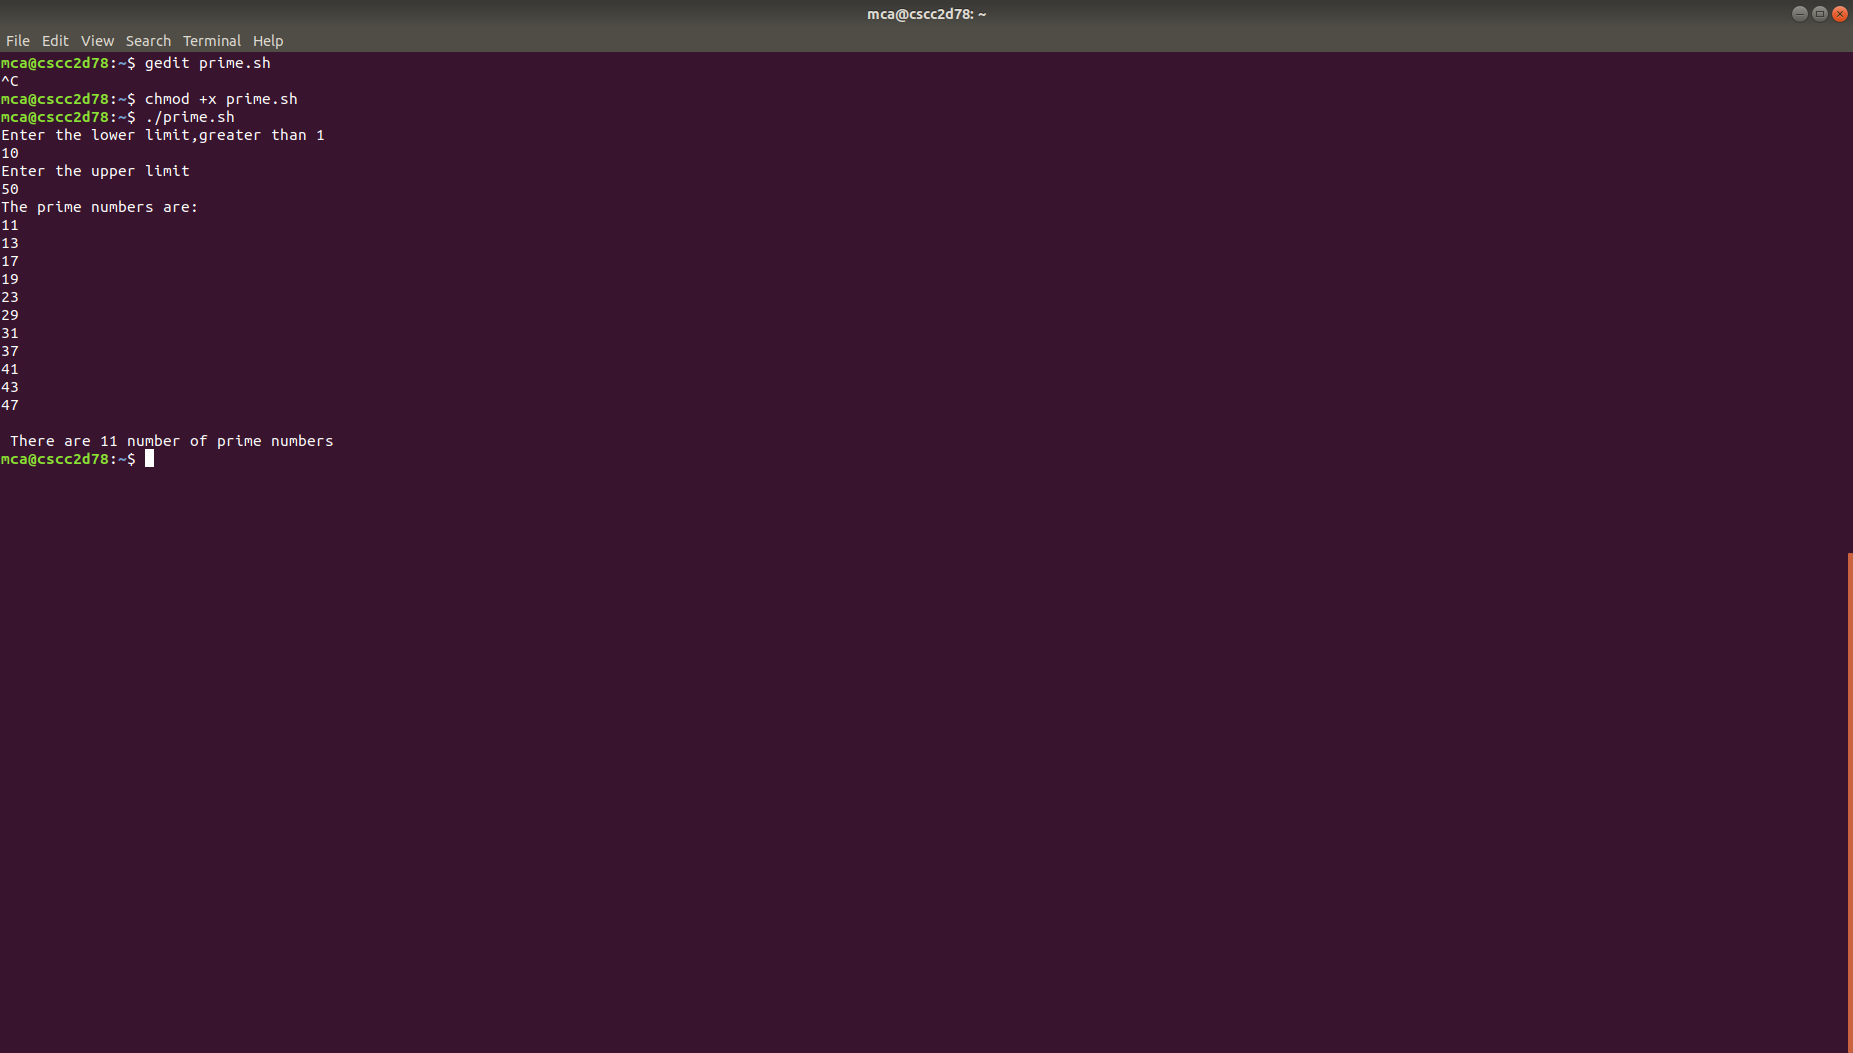 mca@cscc2d78: ~
File Edit View Search Terminal Help
mca@cscc2d78:~$ gedit prime.sh
^C
mca@cscc2d78:~$ chmod +x prime.sh
mca@cscc2d78:~$ ./prime.sh
Enter the lower limit,greater than 1
10
Enter the upper limit
50
The prime numbers are:
11
13
17
19
23
29
31
37
41
43
47
There are 11 number of prime numbers
mca@cscc2d78:~$